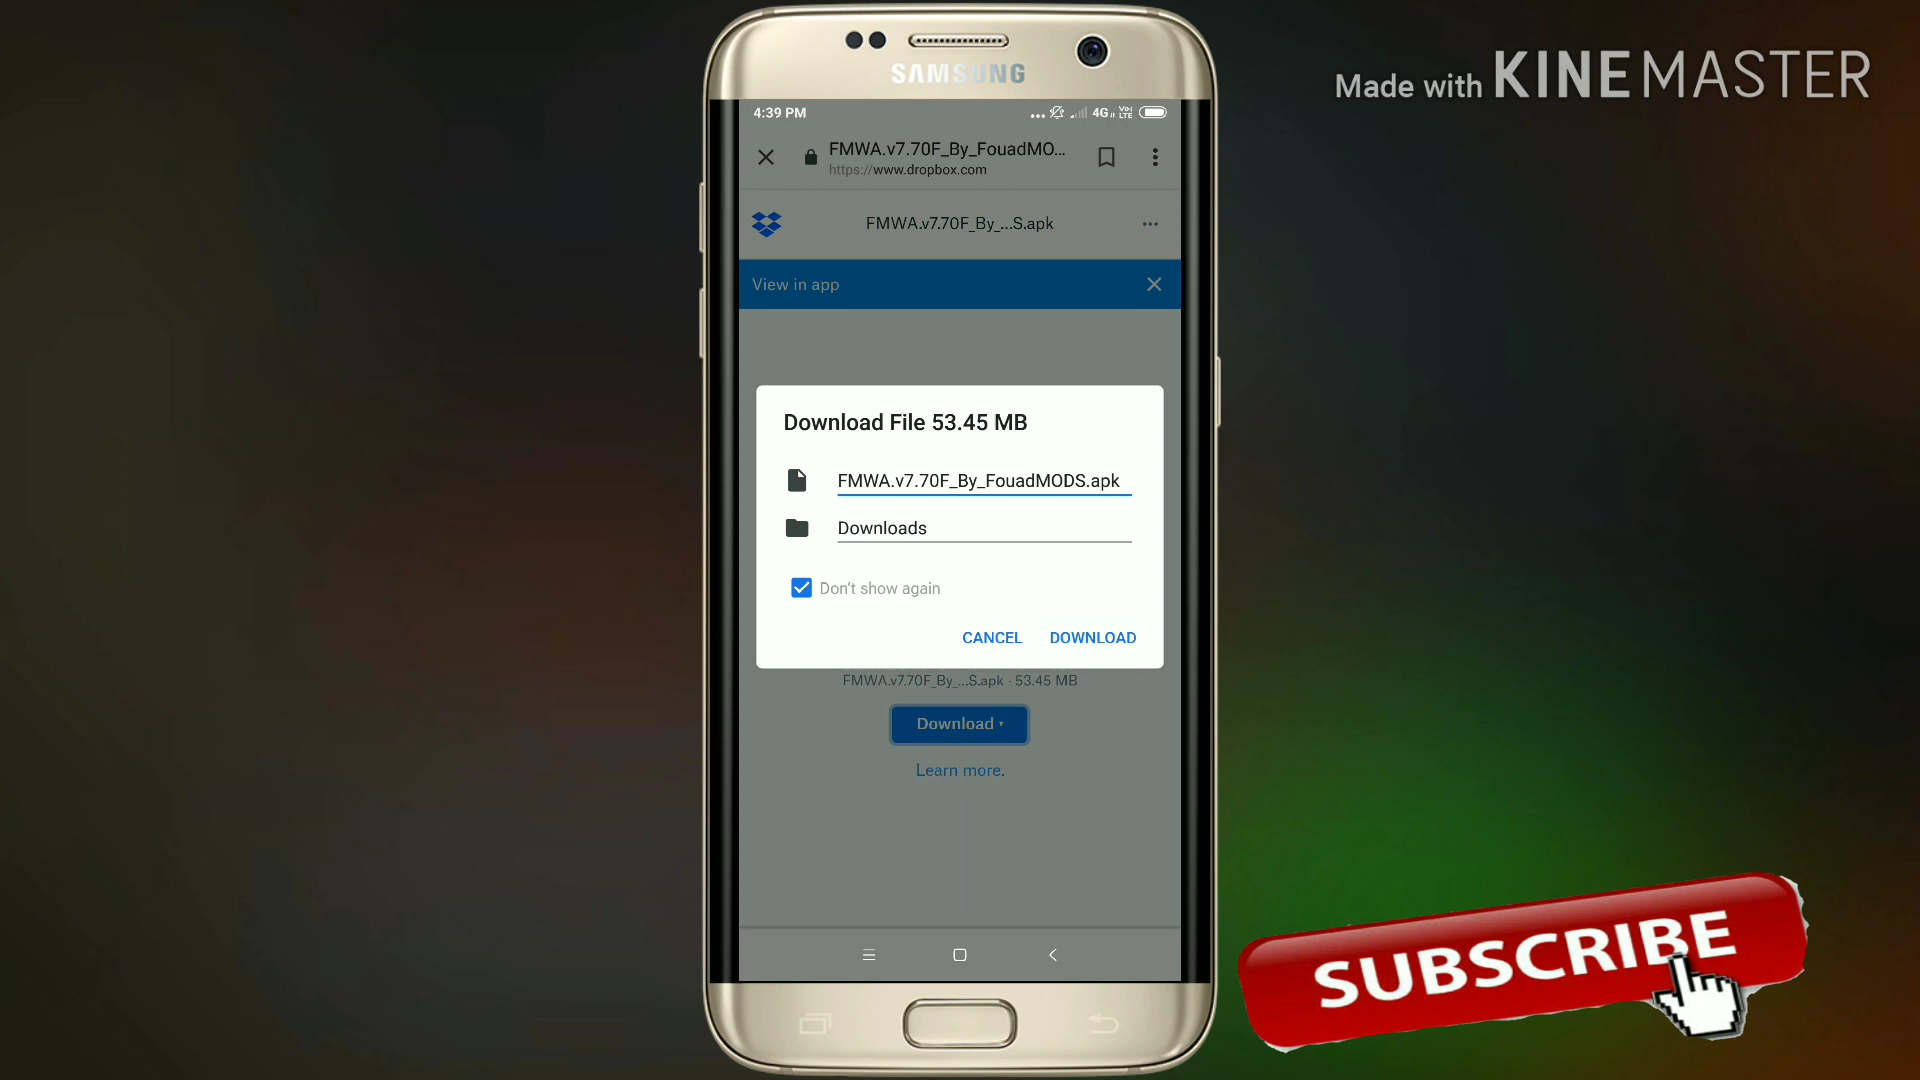 Made with KINEMASTER
SAMSUNG
4:39 PM
4G VoLTE
FMWA.v7.70F_By_FouadMO...
https://www.dropbox.com
FMWA.v7.70F_By_...S.apk
View in app
Download File 53.45 MB
FMWA.v7.70F_By_FouadMODS.apk
Downloads
Don't show again
CANCEL DOWNLOAD
FMWA.v7.70F_By_...S.apk · 53.45 MB
Download
Learn more.
SUBSCRIBE